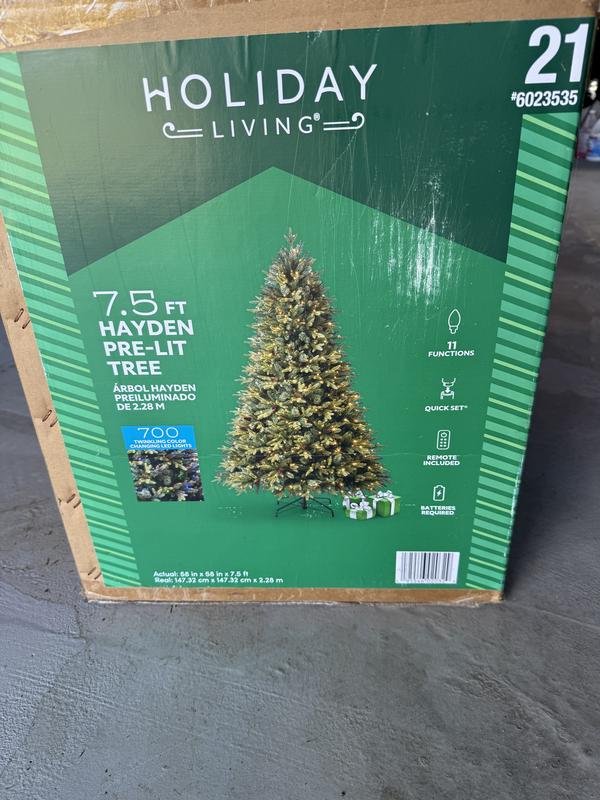 HOLIDAY
LIVING®
21
#6023535
7.5 FT
HAYDEN
PRE-LIT
TREE
ÁRBOL HAYDEN
PREILUMINADO
DE 2.28 M
700
TWINKLING COLOR
CHANGING LED LIGHTS
11
FUNCTIONS
QUICK SET®
REMOTE
INCLUDED
BATTERIES
REQUIRED
Actual: 58 in x 58 in x 7.5 ft
Real: 147.32 cm x 147.32 cm x 2.28 m